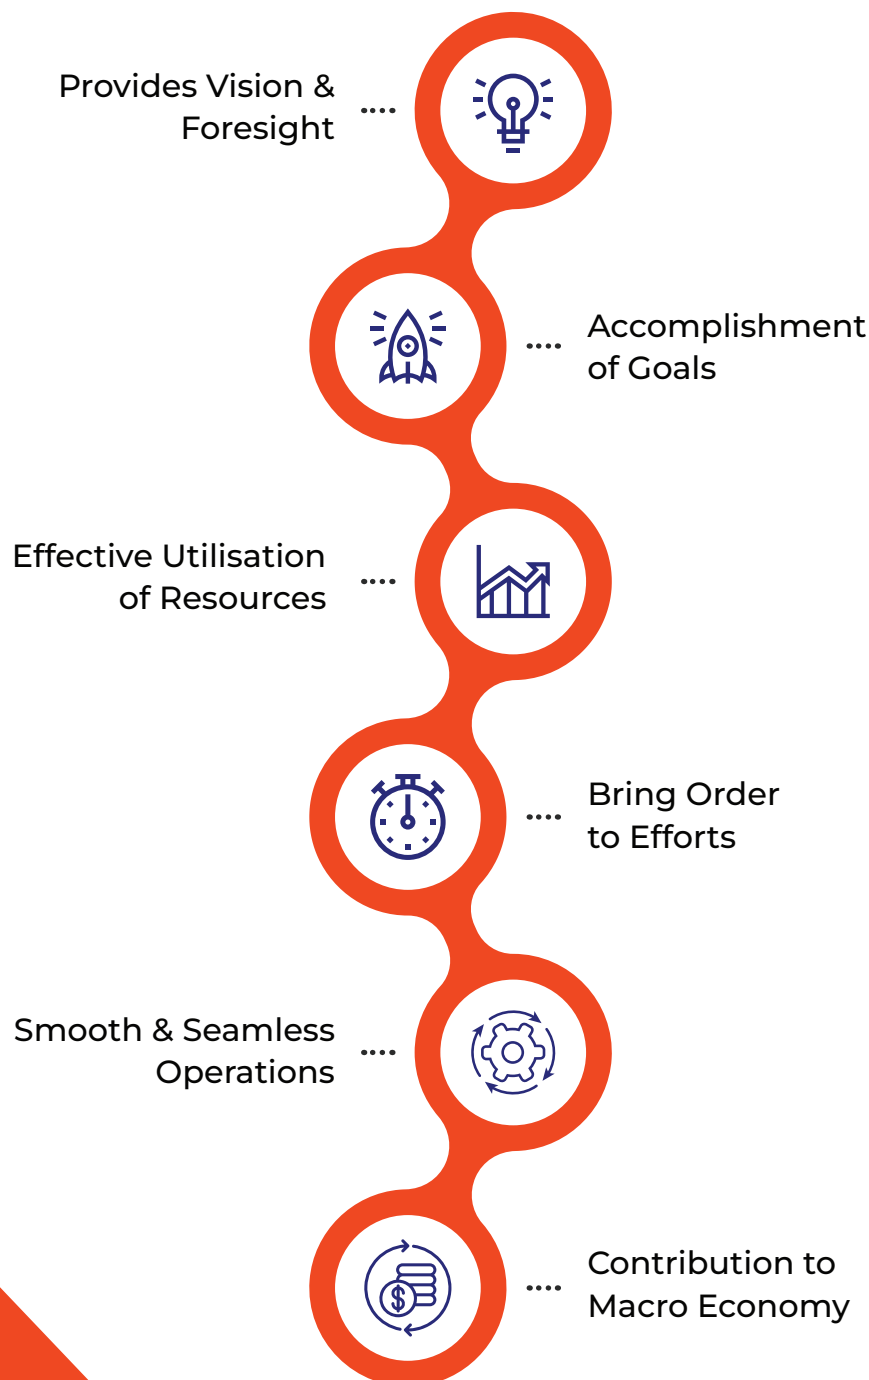 Provides Vision &
Foresight
Accomplishment
of Goals
Effective Utilisation
of Resources
Bring Order
to Efforts
Smooth & Seamless
Operations
Contribution to
Macro Economy